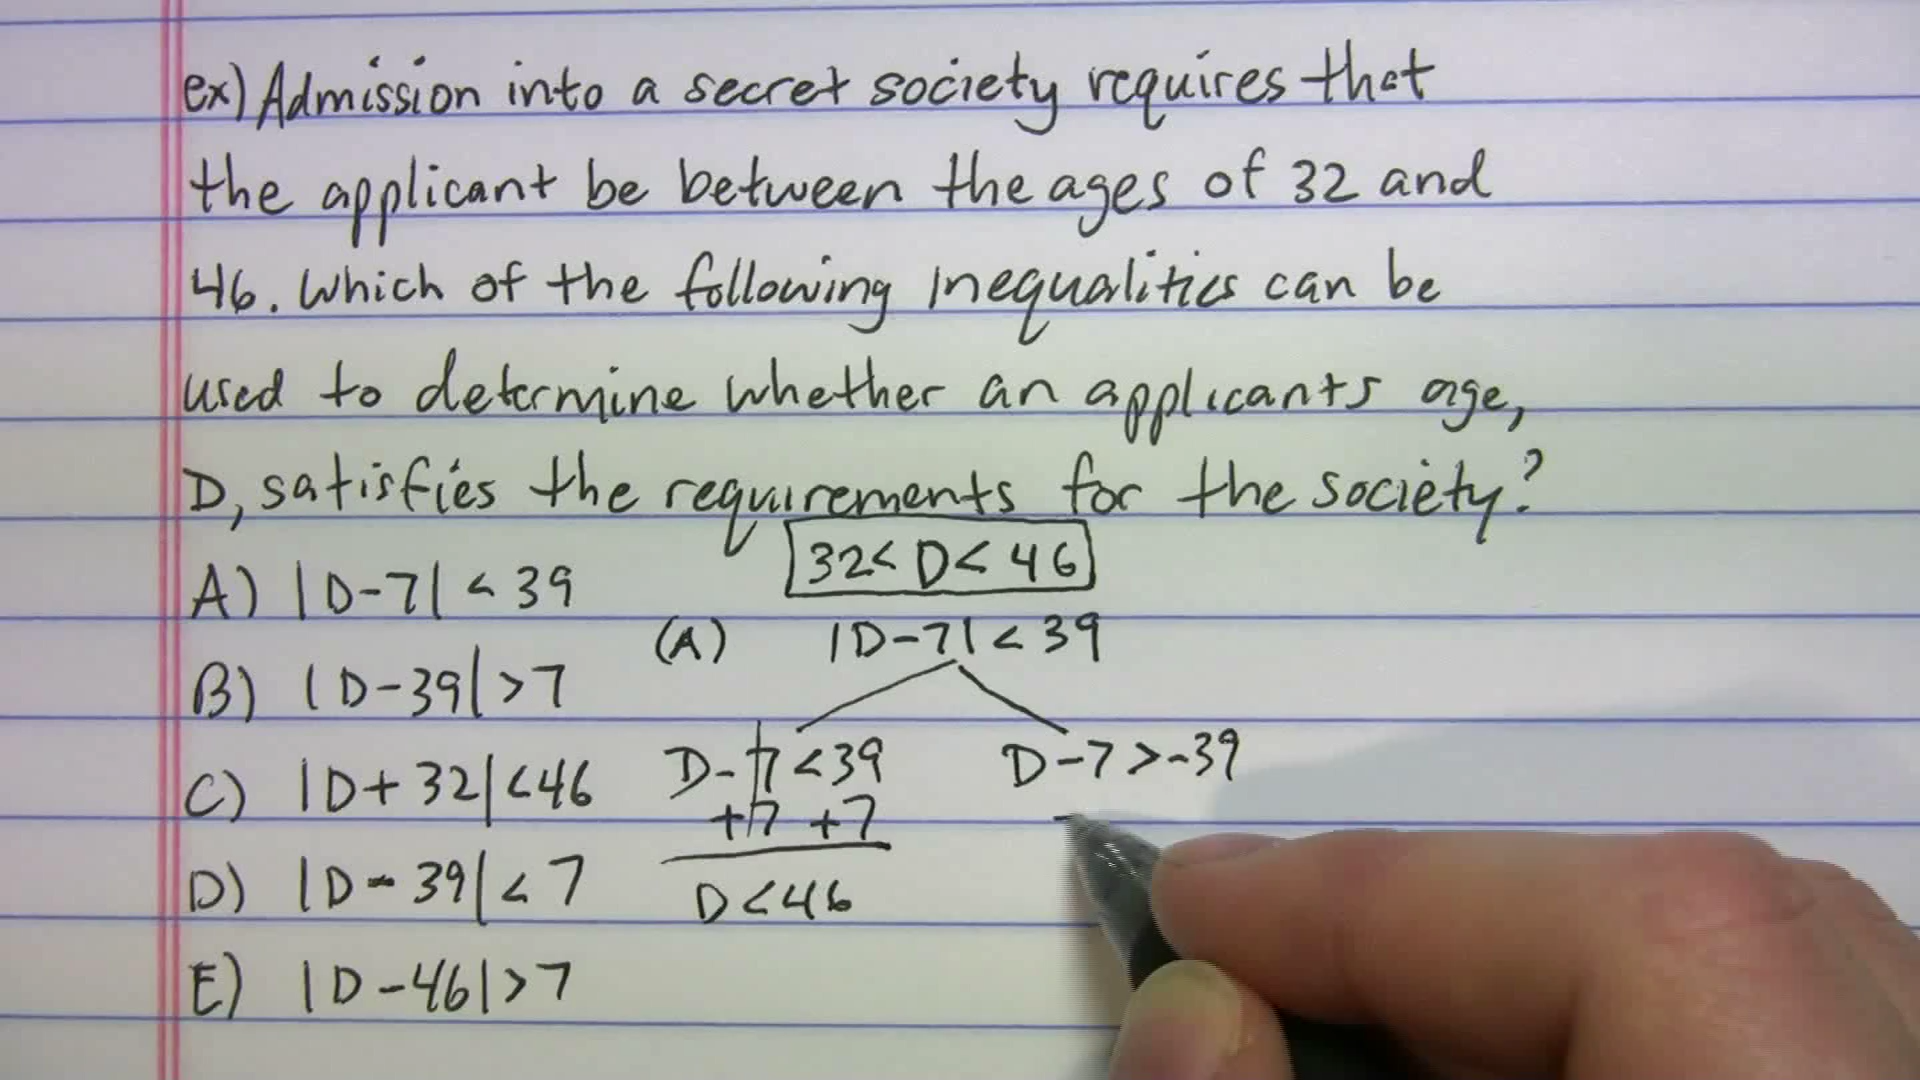 ex) Admission into a secret society requires that
the applicant be between the ages of 32 and
46. Which of the following inequalities can be
used to determine whether an applicants age,
D, satisfies the requirements for the society?
32 < D < 46
A) |D-7| < 39
B) |D-39| > 7
C) |D+32| < 46
D) |D-39| < 7
E) |D-46| > 7
(A) |D-7| < 39
D-7 < 39
+7 +7
D < 46
D-7 > -39